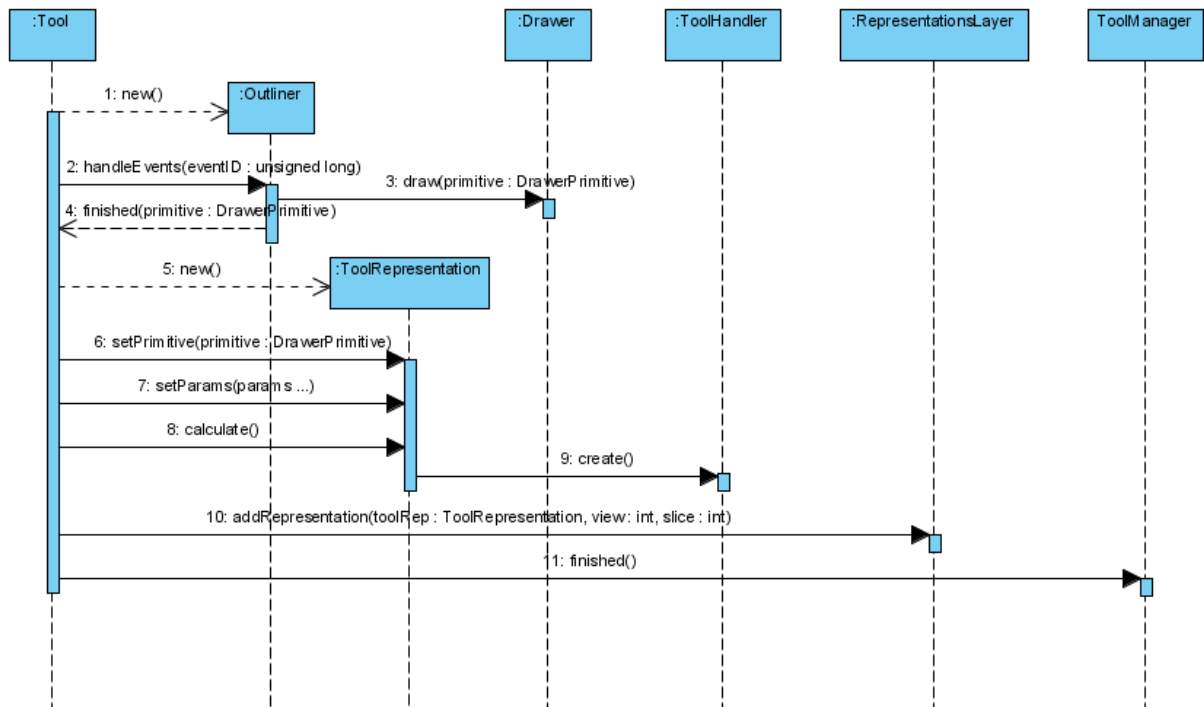 :Tool
:Drawer
:ToolHandler
:RepresentationsLayer
ToolManager
1: new()
:Outliner
2: handleEvents(eventID : unsigned long)
3: draw(primitive : DrawerPrimitive)
4: finished(primitive : DrawerPrimitive)
5: new()
:ToolRepresentation
6: setPrimitive(primitive : DrawerPrimitive)
7: setParams(params ...)
8: calculate()
9: create()
10: addRepresentation(toolRep : ToolRepresentation, view : int, slice : int)
11: finished()